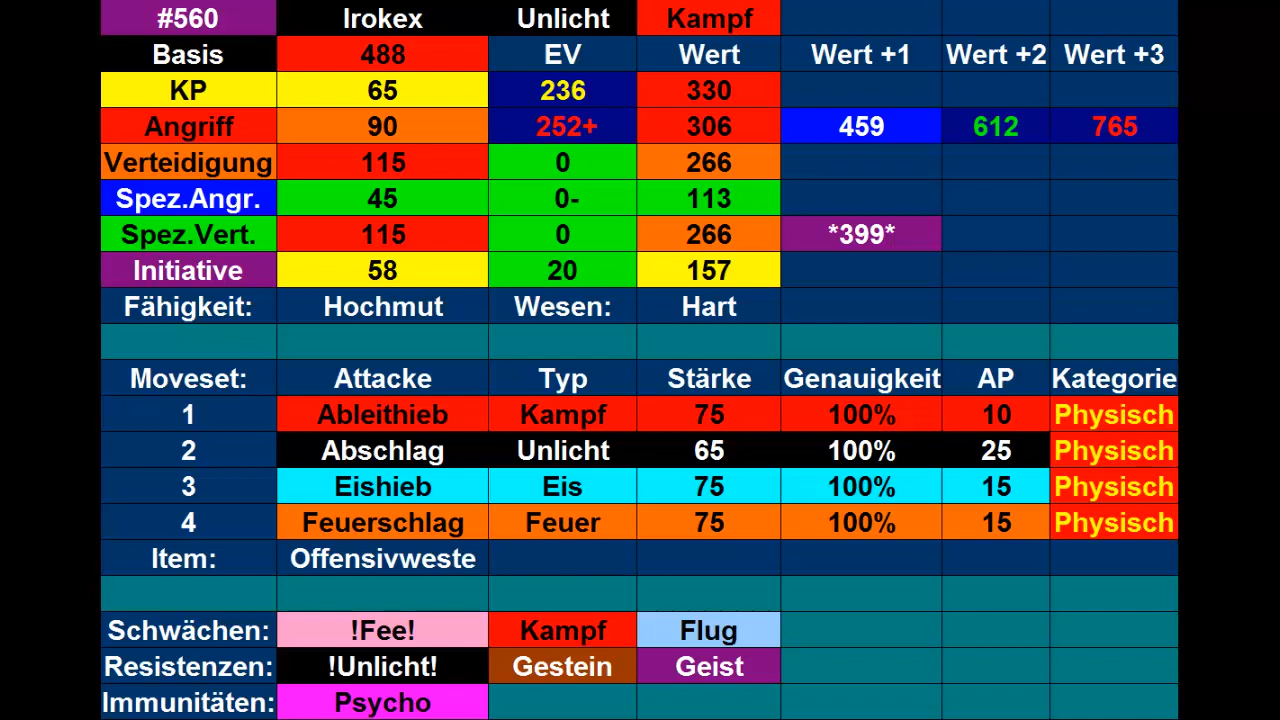 #560 Irokex Unlicht Kampf
Basis 488 EV Wert Wert +1 Wert +2 Wert +3
KP 65 236 330
Angriff 90 252+ 306 459 612 765
Verteidigung 115 0 266
Spez.Angr. 45 0- 113
Spez.Vert. 115 0 266 *399*
Initiative 58 20 157
Fähigkeit: Hochmut Wesen: Hart
Moveset: Attacke Typ Stärke Genauigkeit AP Kategorie
1 Ableithieb Kampf 75 100% 10 Physisch
2 Abschlag Unlicht 65 100% 25 Physisch
3 Eishieb Eis 75 100% 15 Physisch
4 Feuerschlag Feuer 75 100% 15 Physisch
Item: Offensivweste
Schwächen: !Fee! Kampf Flug
Resistenzen: !Unlicht! Gestein Geist
Immunitäten: Psycho